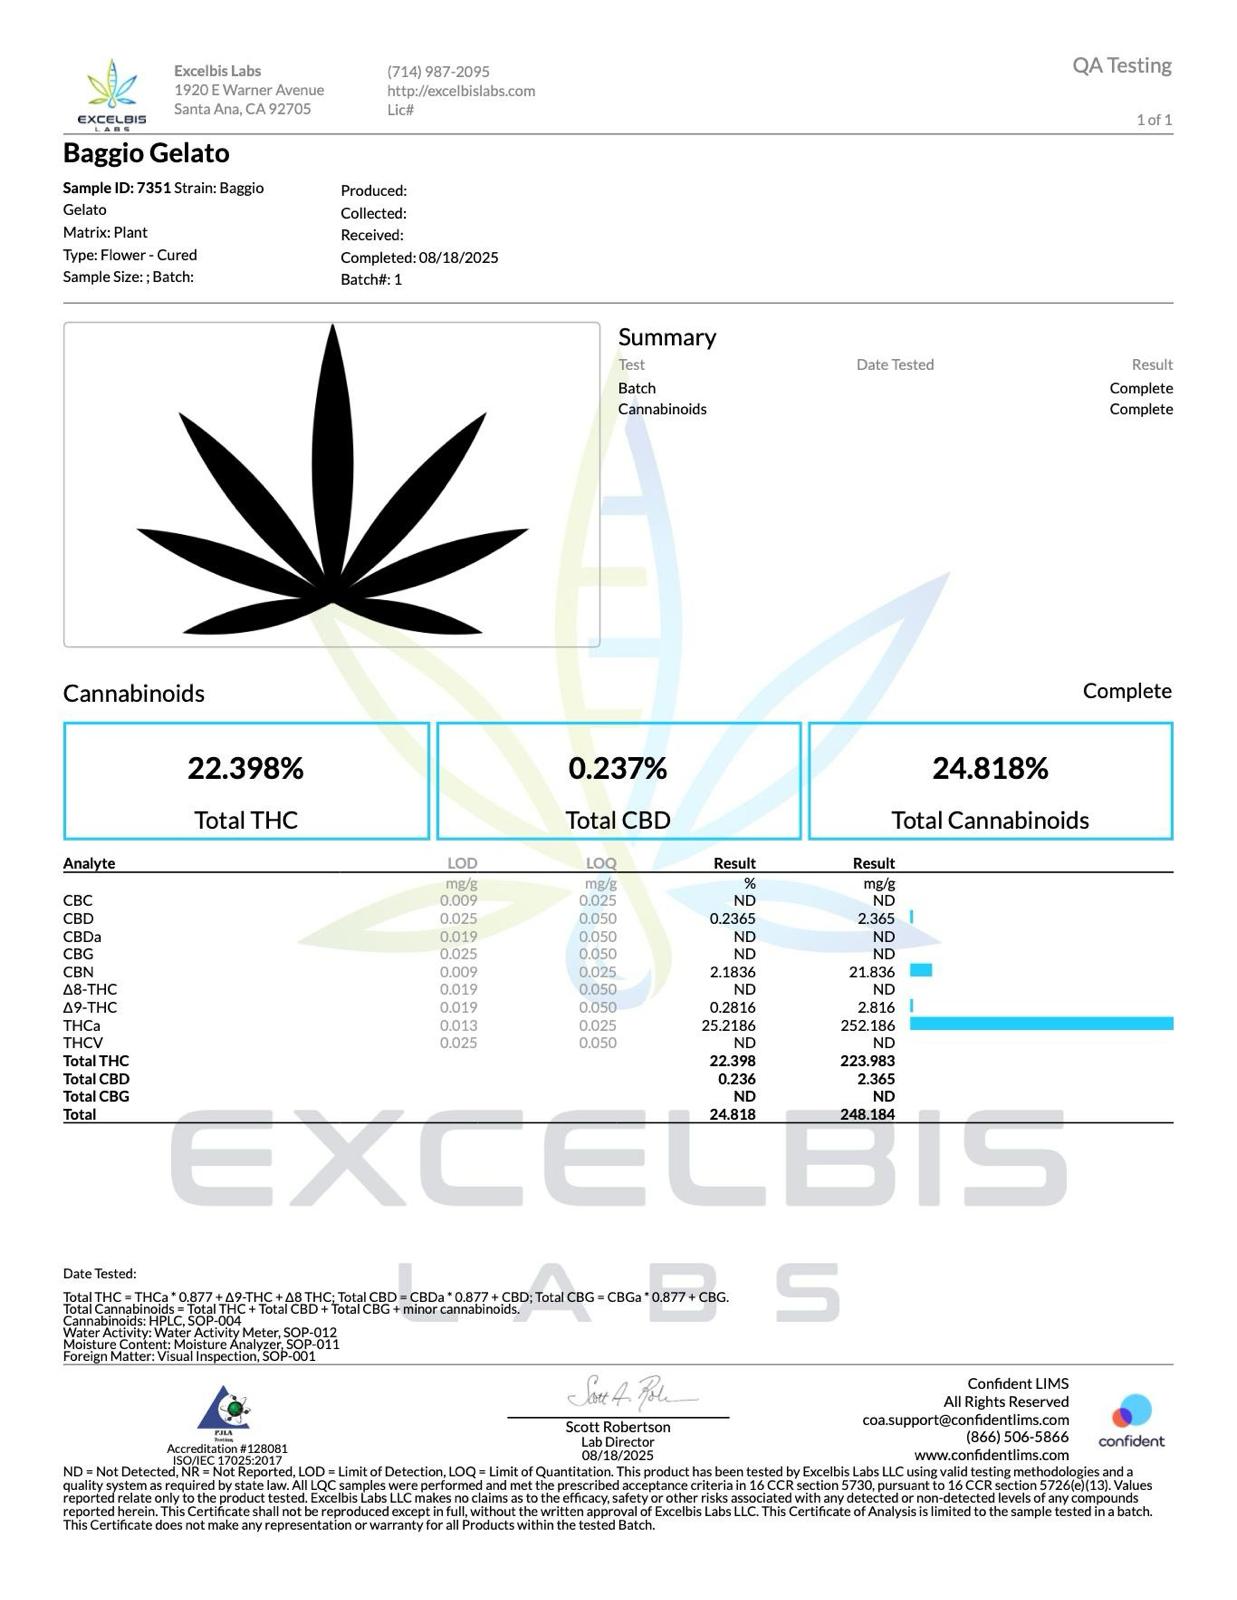 EXCELBIS
LABS
Excelbis Labs
1920 E Warner Avenue
Santa Ana, CA 92705
(714) 987-2095
http://excelbislabs.com
Lic#
QA Testing
1 of 1
Baggio Gelato
Sample ID: 7351 Strain: Baggio
Gelato
Matrix: Plant
Type: Flower - Cured
Sample Size: ; Batch:
Produced:
Collected:
Received:
Completed: 08/18/2025
Batch#: 1
Summary
Test Date Tested Result
Batch Complete
Cannabinoids Complete
Cannabinoids Complete
22.398%
Total THC
0.237%
Total CBD
24.818%
Total Cannabinoids
Analyte LOD LOQ Result Result
mg/g mg/g % mg/g
CBC 0.009 0.025 ND ND
CBD 0.025 0.050 0.2365 2.365
CBDa 0.019 0.050 ND ND
CBG 0.025 0.050 ND ND
CBN 0.009 0.025 2.1836 21.836
Δ8-THC 0.019 0.050 ND ND
Δ9-THC 0.019 0.050 0.2816 2.816
THCa 0.013 0.025 25.2186 252.186
THCV 0.025 0.050 ND ND
Total THC 22.398 223.983
Total CBD 0.236 2.365
Total CBG ND ND
Total 24.818 248.184
EXCELBIS
LABS
Date Tested:
Total THC = THCa * 0.877 + Δ9-THC + Δ8 THC; Total CBD = CBDa * 0.877 + CBD; Total CBG = CBGa * 0.877 + CBG.
Total Cannabinoids = Total THC + Total CBD + Total CBG + minor cannabinoids.
Cannabinoids: HPLC, SOP-004
Water Activity: Water Activity Meter, SOP-012
Moisture Content: Moisture Analyzer, SOP-011
Foreign Matter: Visual Inspection, SOP-001
PJLA
Testing
Accreditation #128081
ISO/IEC 17025:2017
Scott Robertson
Lab Director
08/18/2025
Confident LIMS
All Rights Reserved
coa.support@confidentlims.com
(866) 506-5866
www.confidentlims.com
confident
ND = Not Detected, NR = Not Reported, LOD = Limit of Detection, LOQ = Limit of Quantitation. This product has been tested by Excelbis Labs LLC using valid testing methodologies and a
quality system as required by state law. All LQC samples were performed and met the prescribed acceptance criteria in 16 CCR section 5730, pursuant to 16 CCR section 5726(e)(13). Values
reported relate only to the product tested. Excelbis Labs LLC makes no claims as to the efficacy, safety or other risks associated with any detected or non-detected levels of any compounds
reported herein. This Certificate shall not be reproduced except in full, without the written approval of Excelbis Labs LLC. This Certificate of Analysis is limited to the sample tested in a batch.
This Certificate does not make any representation or warranty for all Products within the tested Batch.